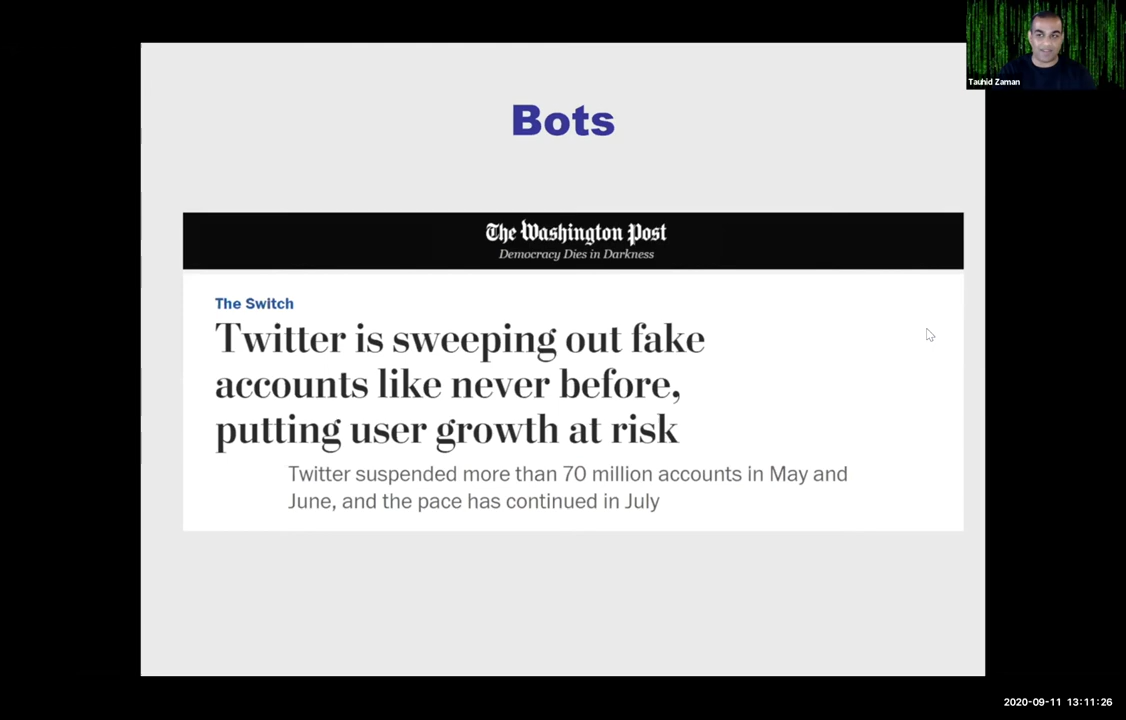 Tauhid Zaman
Bots
The Washington Post
Democracy Dies in Darkness
The Switch
Twitter is sweeping out fake
accounts like never before,
putting user growth at risk
Twitter suspended more than 70 million accounts in May and
June, and the pace has continued in July
2020-09-11 13:11:26